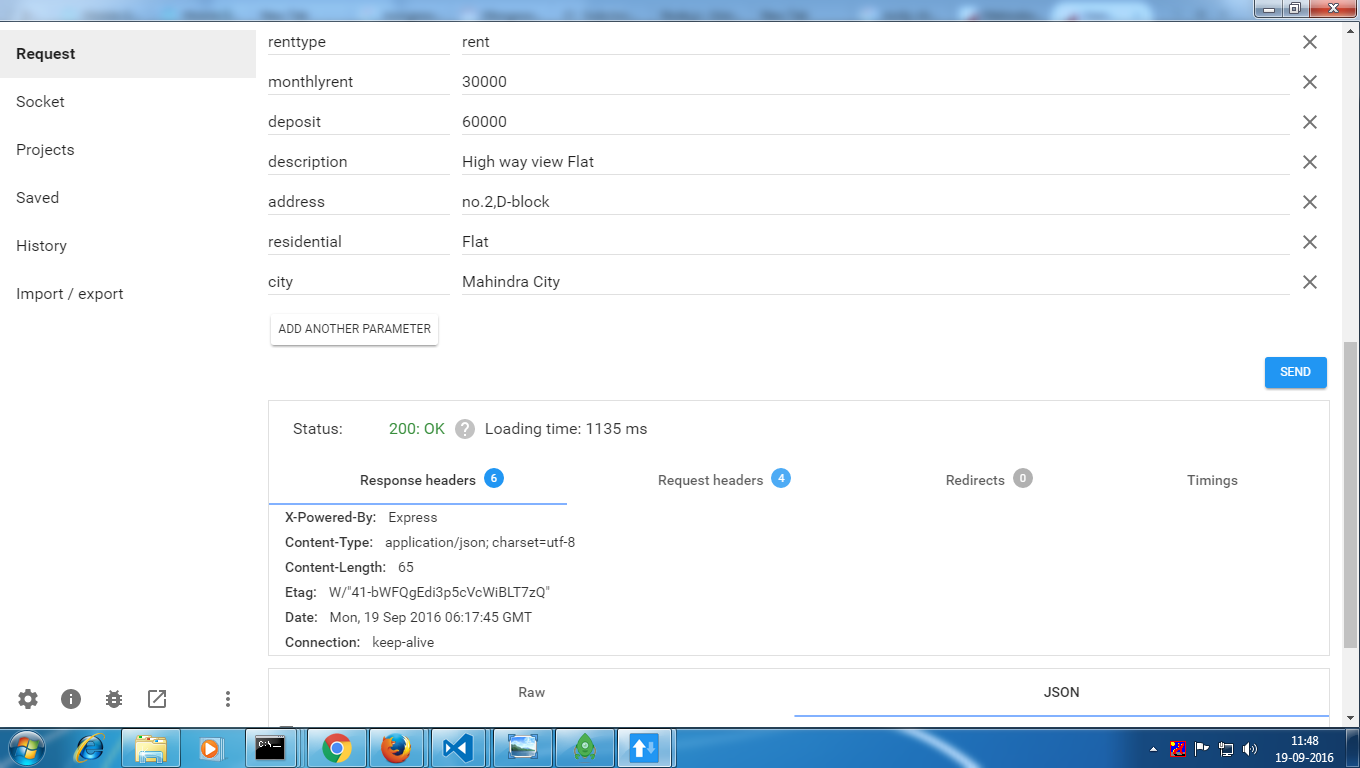 Request
Socket
Projects
Saved
History
Import / export
renttype rent
monthlyrent 30000
deposit 60000
description High way view Flat
address no.2,D-block
residential Flat
city Mahindra City
ADD ANOTHER PARAMETER
SEND
Status: 200: OK ? Loading time: 1135 ms
Response headers 6 Request headers 4 Redirects 0 Timings
X-Powered-By: Express
Content-Type: application/json; charset=utf-8
Content-Length: 65
Etag: W/"41-bWFQgEdi3p5cVcWiBLT7zQ"
Date: Mon, 19 Sep 2016 06:17:45 GMT
Connection: keep-alive
Raw JSON
C:\
11:48
19-09-2016